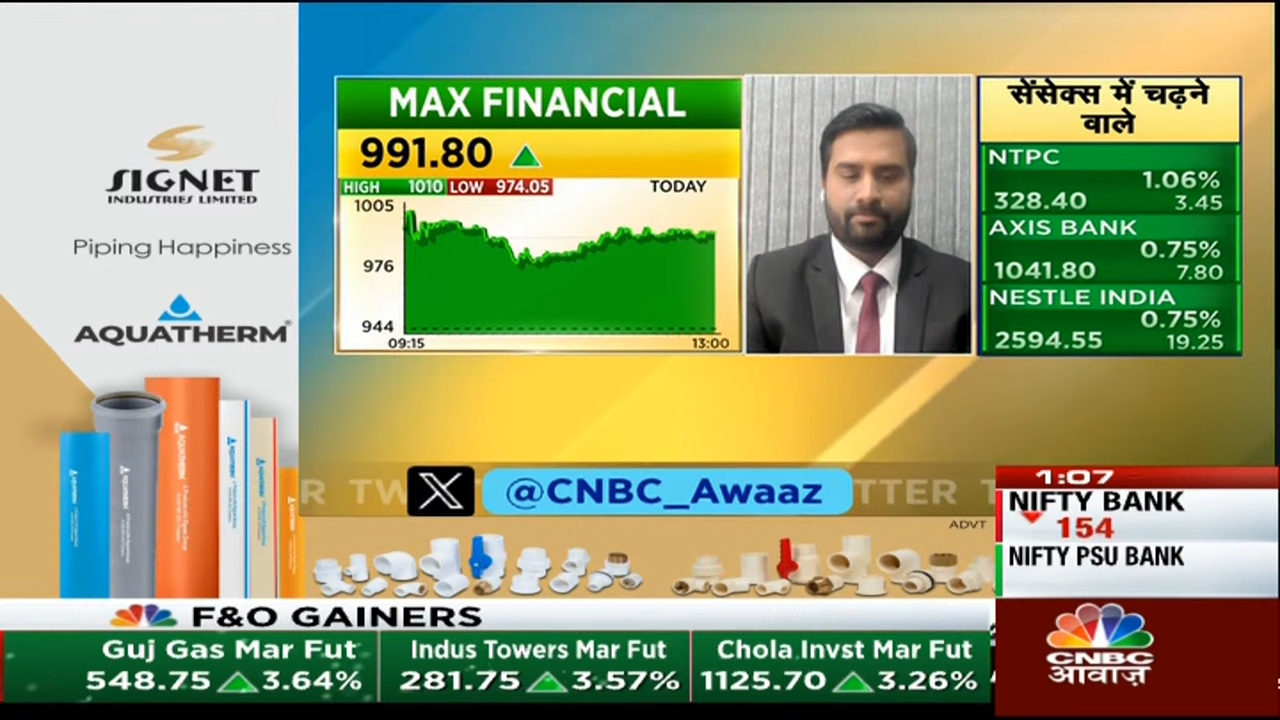 SIGNET
INDUSTRIES LIMITED
Piping Happiness
AQUATHERM®
AQUATHERM
AQUATHERM
MAX FINANCIAL
991.80
HIGH 1010 LOW 974.05 TODAY
1005
976
944
09:15 13:00
सेंसेक्स में चढ़ने
वाले
NTPC
1.06%
328.40 3.45
AXIS BANK
0.75%
1041.80 7.80
NESTLE INDIA
0.75%
2594.55 19.25
R TW X @CNBC_Awaaz TTER T
ADVT
1:07
NIFTY BANK
154
NIFTY PSU BANK
F&O GAINERS
Guj Gas Mar Fut Indus Towers Mar Fut Chola Invst Mar Fut
548.75 3.64% 281.75 3.57% 1125.70 3.26%
CNBC
आवाज़